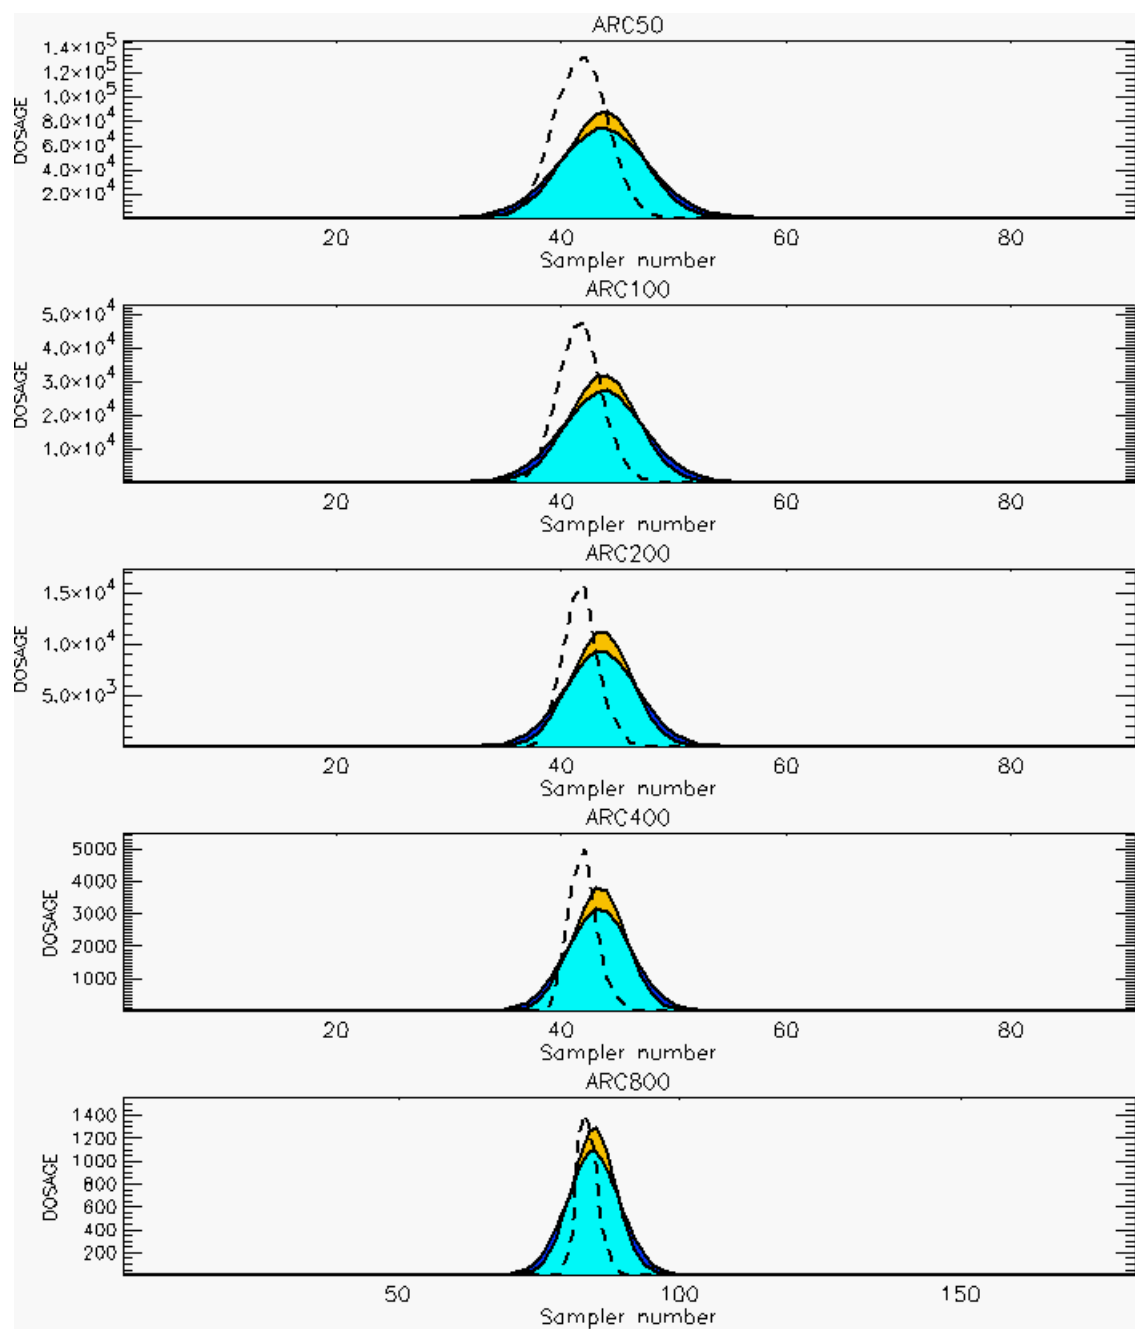 ARC50
1.4×10⁵
1.2×10⁵
1.0×10⁵
8.0×10⁴
6.0×10⁴
4.0×10⁴
2.0×10⁴
DOSAGE
20 40 60 80
Sampler number
ARC100
5.0×10⁴
4.0×10⁴
3.0×10⁴
2.0×10⁴
1.0×10⁴
DOSAGE
20 40 60 80
Sampler number
ARC200
1.5×10⁴
1.0×10⁴
5.0×10³
DOSAGE
20 40 60 80
Sampler number
ARC400
5000
4000
3000
2000
1000
DOSAGE
20 40 60 80
Sampler number
ARC800
1400
1200
1000
800
600
400
200
DOSAGE
50 100 150
Sampler number